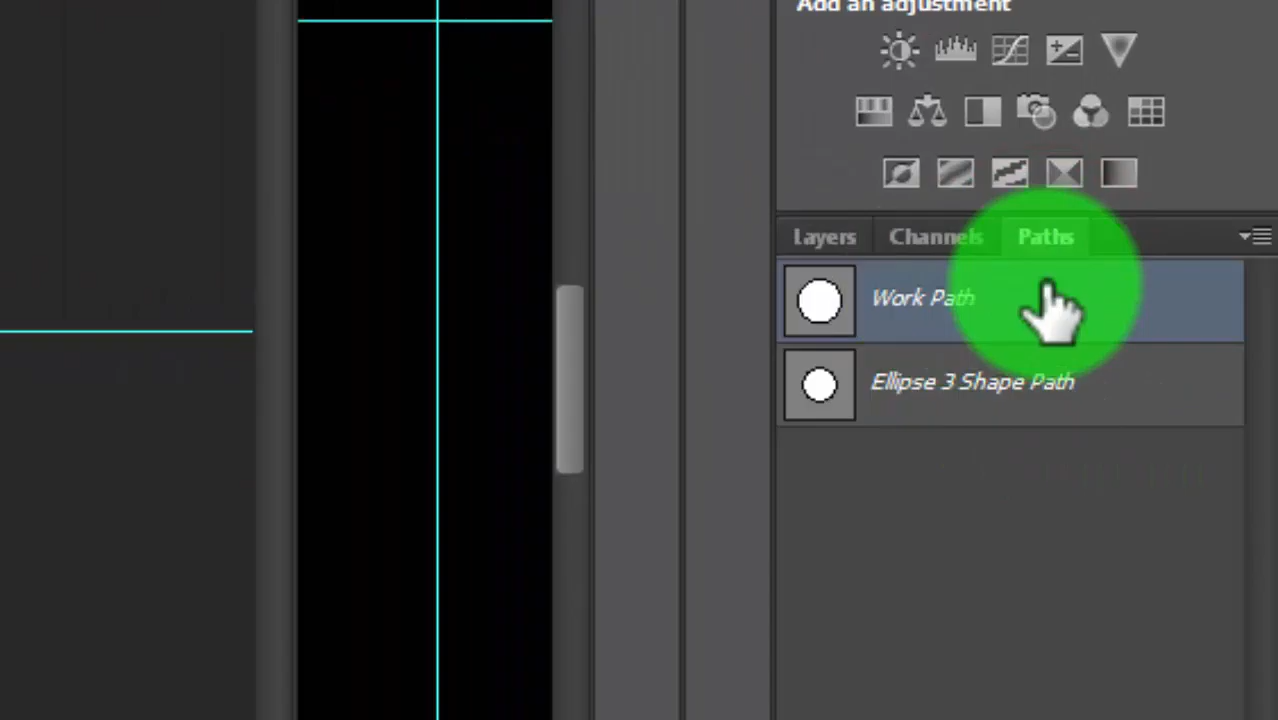 Add an adjustment
Layers Channels Paths
Work Path
Ellipse 3 Shape Path